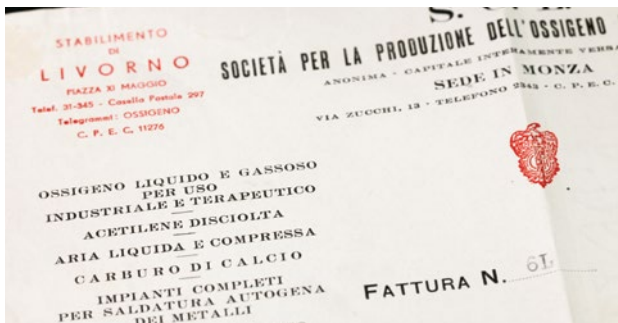 STABILIMENTO
DI
LIVORNO
PIAZZA XI MAGGIO
Telef. 31-345 - Casella Postale 297
Telegrammi: OSSIGENO
C. P. E. C. 11276
SOCIETÀ PER LA PRODUZIONE DELL'OSSIGENO
ANONIMA - CAPITALE INTERAMENTE VERSA
SEDE IN MONZA
VIA ZUCCHI, 13 - TELEFONO 2343 - C. P. E. C.
OSSIGENO LIQUIDO E GASSOSO
PER USO
INDUSTRIALE E TERAPEUTICO
ACETILENE DISCIOLTA
ARIA LIQUIDA E COMPRESSA
CARBURO DI CALCIO
IMPIANTI COMPLETI
PER SALDATURA AUTOGENA
DEI METALLI
FATTURA N. 6L